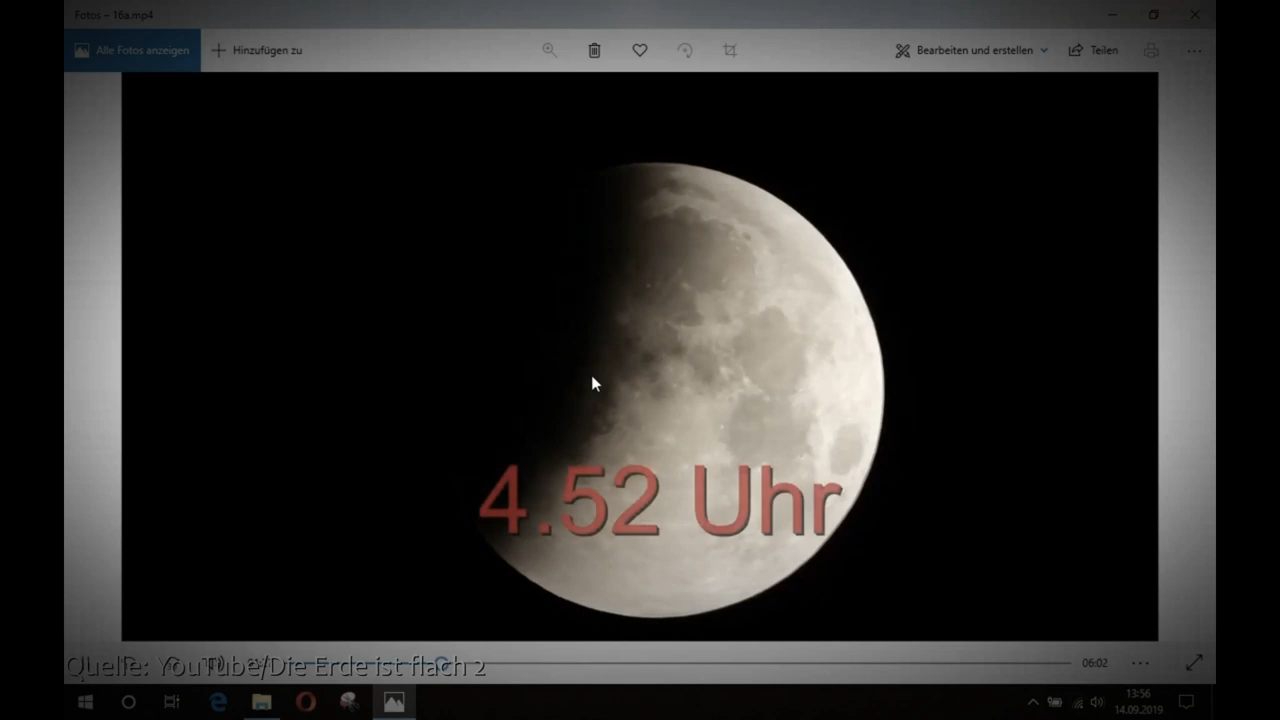 Fotos – 16a.mp4
Alle Fotos anzeigen
Hinzufügen zu
Bearbeiten und erstellen
Teilen
4.52 Uhr
06:02
Quelle: YouTube/Die Erde ist flach 2
13:56
14.09.2019